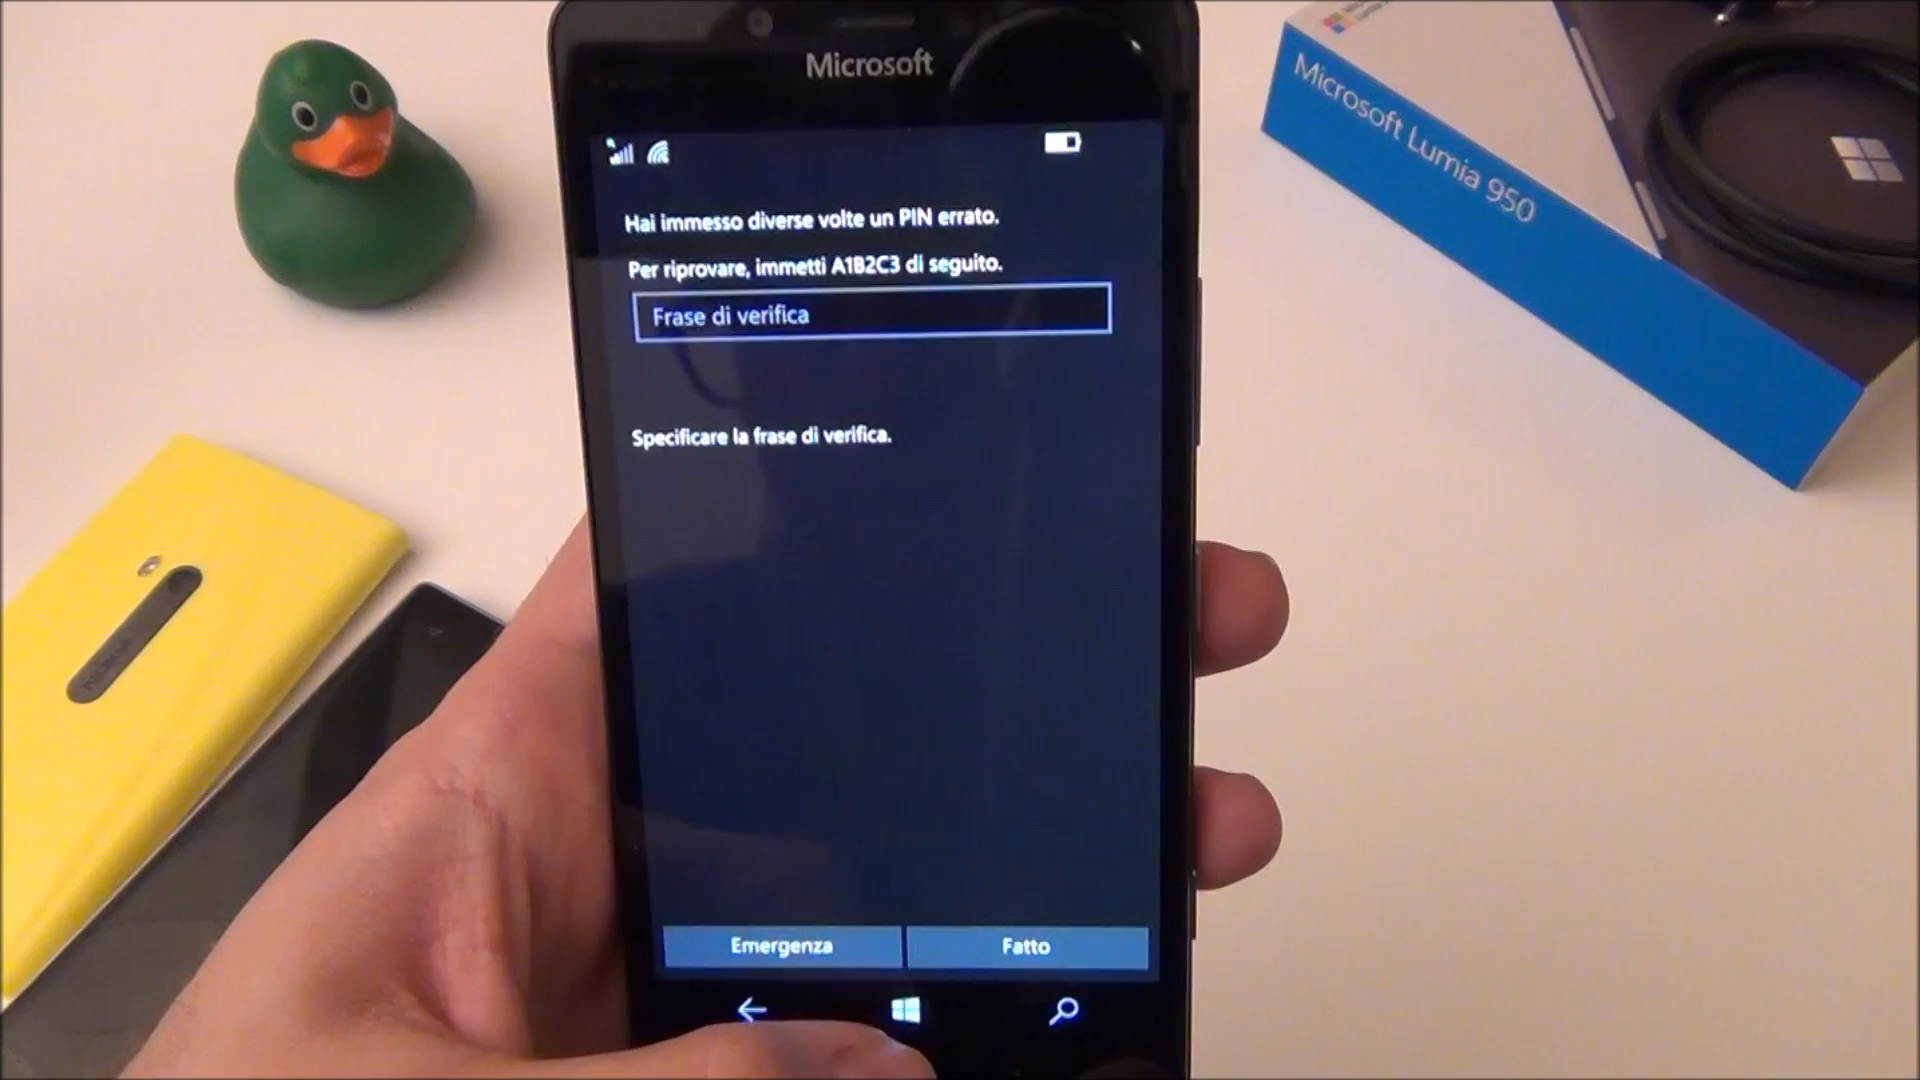 Microsoft
Hai immesso diverse volte un PIN errato.
Per riprovare, immetti A1B2C3 di seguito.
Frase di verifica
Specificare la frase di verifica.
Emergenza
Fatto
Microsoft Lumia 950
NOKIA